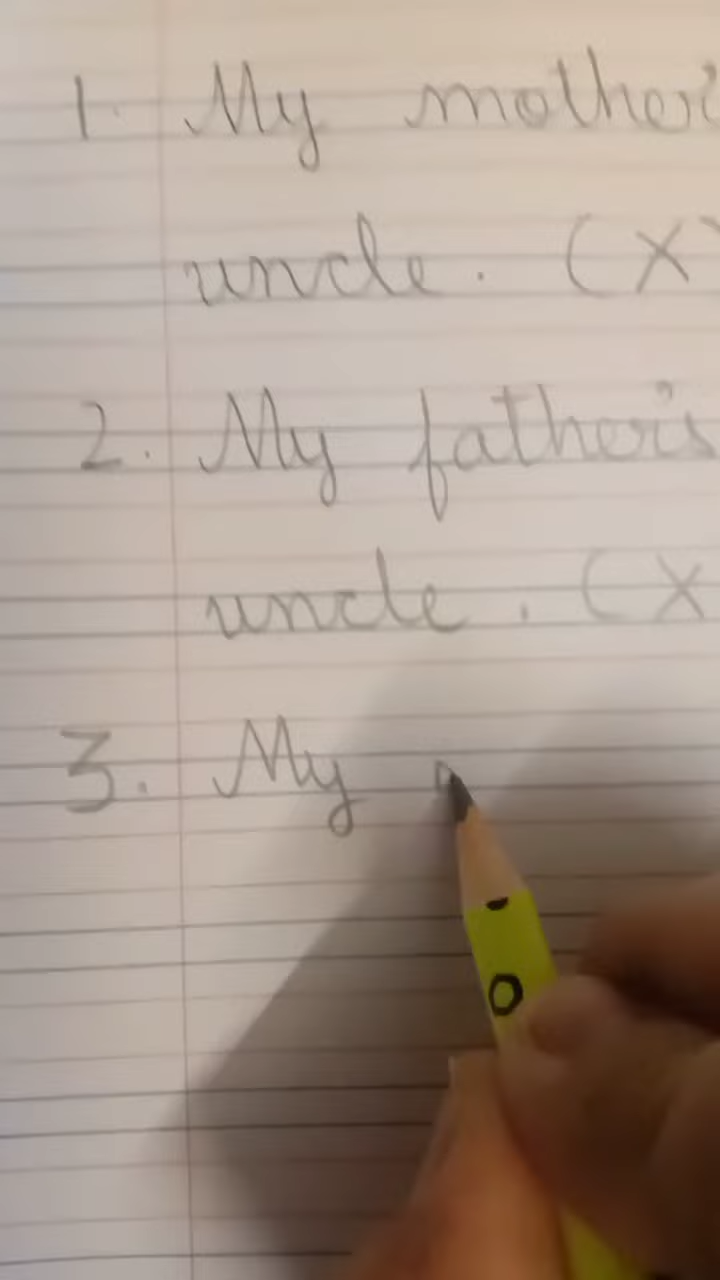 1. My mother's
uncle. (X)
2. My father's
uncle. (X
3. My